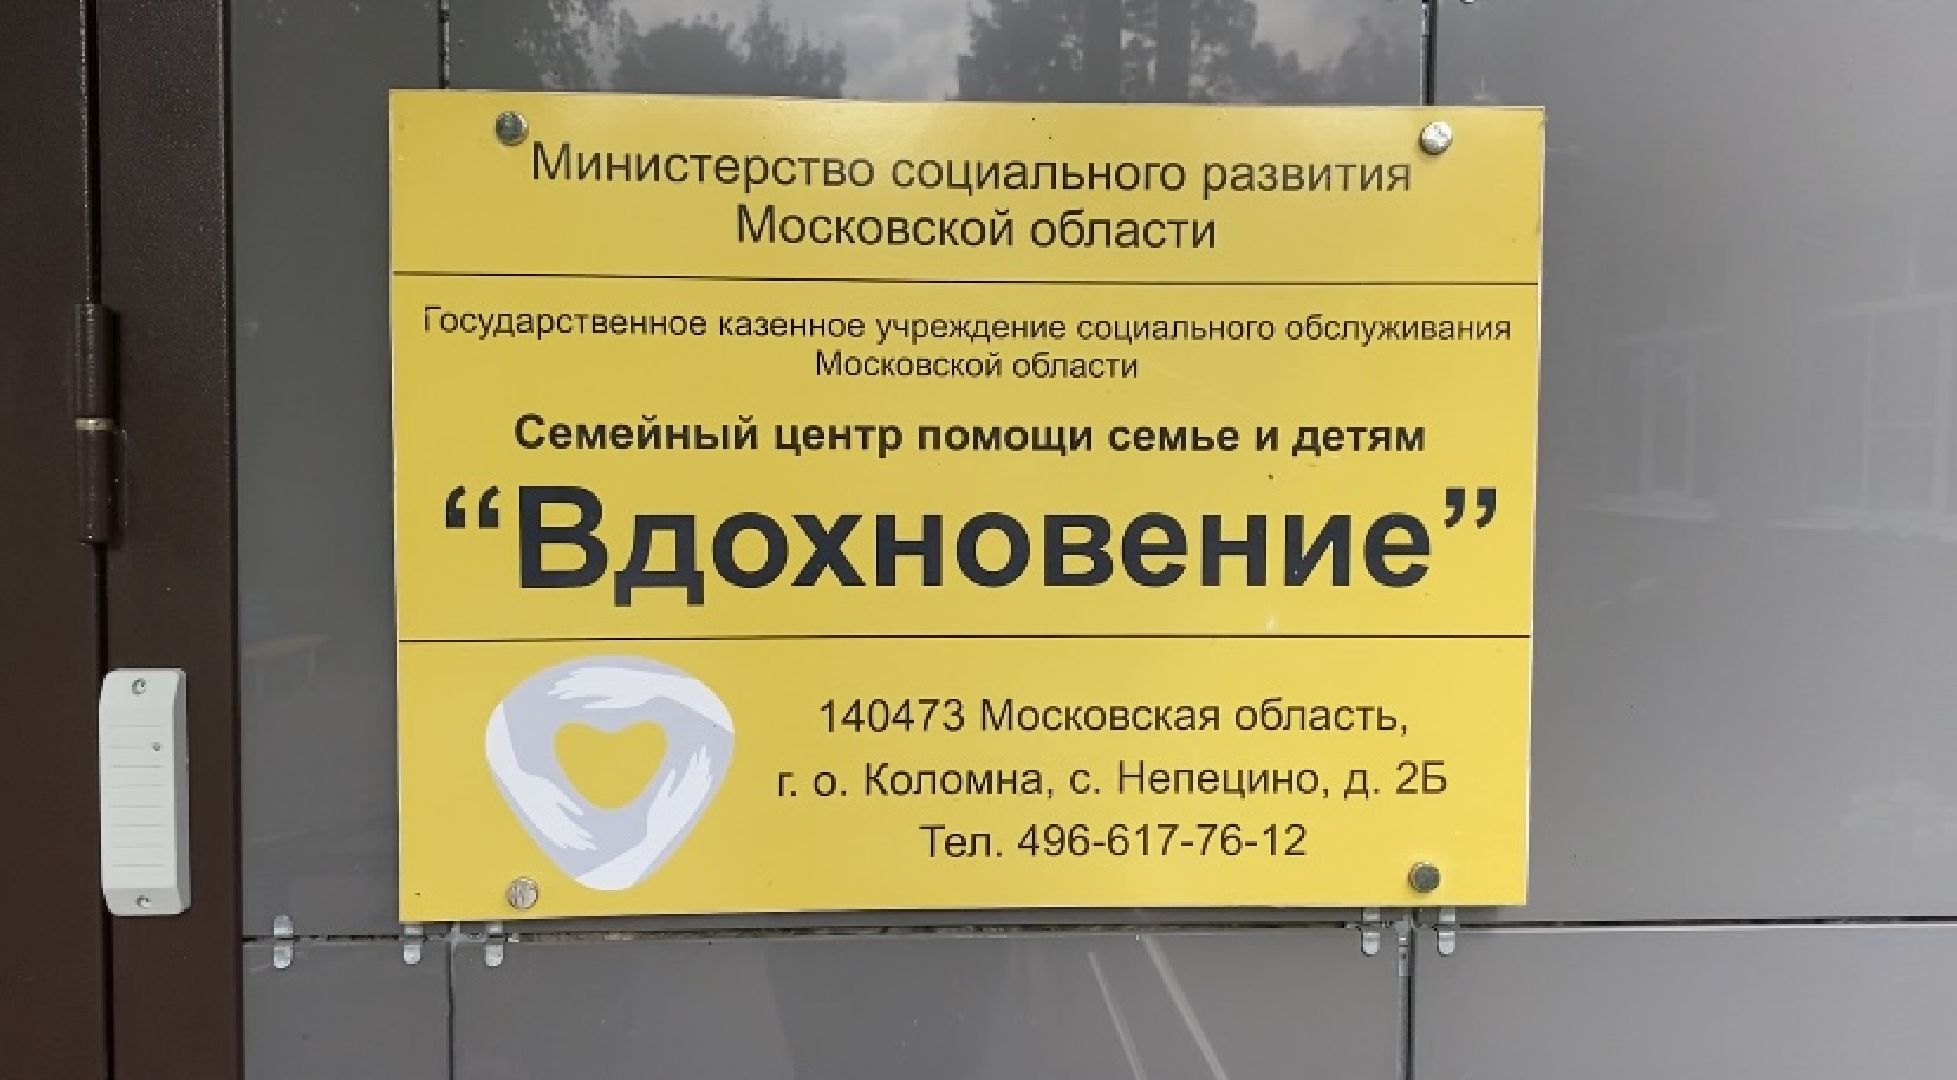 Министерство социального развития
Московской области
Государственное казенное учреждение социального обслуживания
Московской области
Семейный центр помощи семье и детям
“Вдохновение”
140473 Московская область,
г. о. Коломна, с. Непецино, д. 2Б
Тел. 496-617-76-12